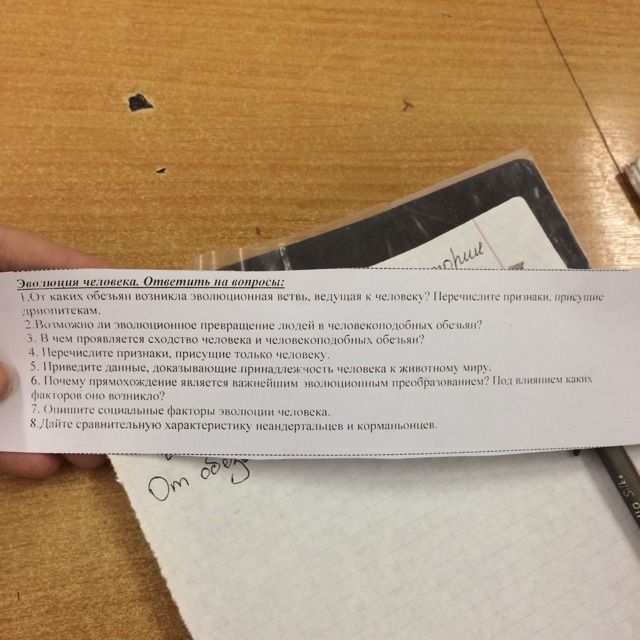 Эволюция человека. Ответить на вопросы:
1.От каких обезьян возникла эволюционная ветвь, ведущая к человеку? Перечислите признаки, присущие
дриопитекам.
2.Возможно ли эволюционное превращение людей в человекоподобных обезьян?
3. В чем проявляется сходство человека и человекоподобных обезьян?
4. Перечислите признаки, присущие только человеку.
5. Приведите данные, доказывающие принадлежность человека к животному миру.
6. Почему прямохождение является важнейшим эволюционным преобразованием? Под влиянием каких
факторов оно возникло?
7. Опишите социальные факторы эволюции человека.
8.Дайте сравнительную характеристику неандертальцев и корманьонцев.
От